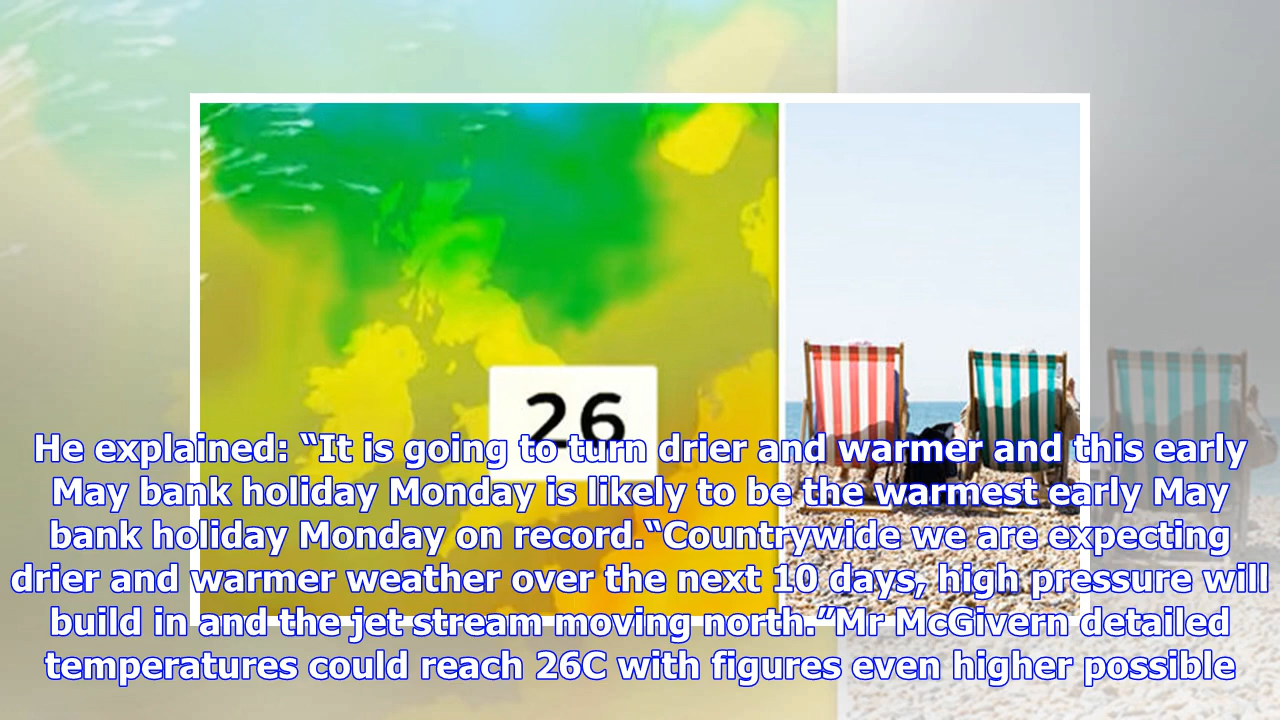 26
He explained: “It is going to turn drier and warmer and this early
May bank holiday Monday is likely to be the warmest early May
bank holiday Monday on record.“Countrywide we are expecting
drier and warmer weather over the next 10 days, high pressure will
build in and the jet stream moving north.”Mr McGivern detailed
temperatures could reach 26C with figures even higher possible